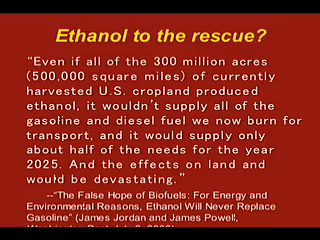 Ethanol to the rescue?
“Even if all of the 300 million acres
(500,000 square miles) of currently
harvested U.S. cropland produced
ethanol, it wouldn’t supply all of the
gasoline and diesel fuel we now burn for
transport, and it would supply only
about half of the needs for the year
2025. And the effects on land and
would be devastating.”
--“The False Hope of Biofuels: For Energy and
Environmental Reasons, Ethanol Will Never Replace
Gasoline” (James Jordan and James Powell,